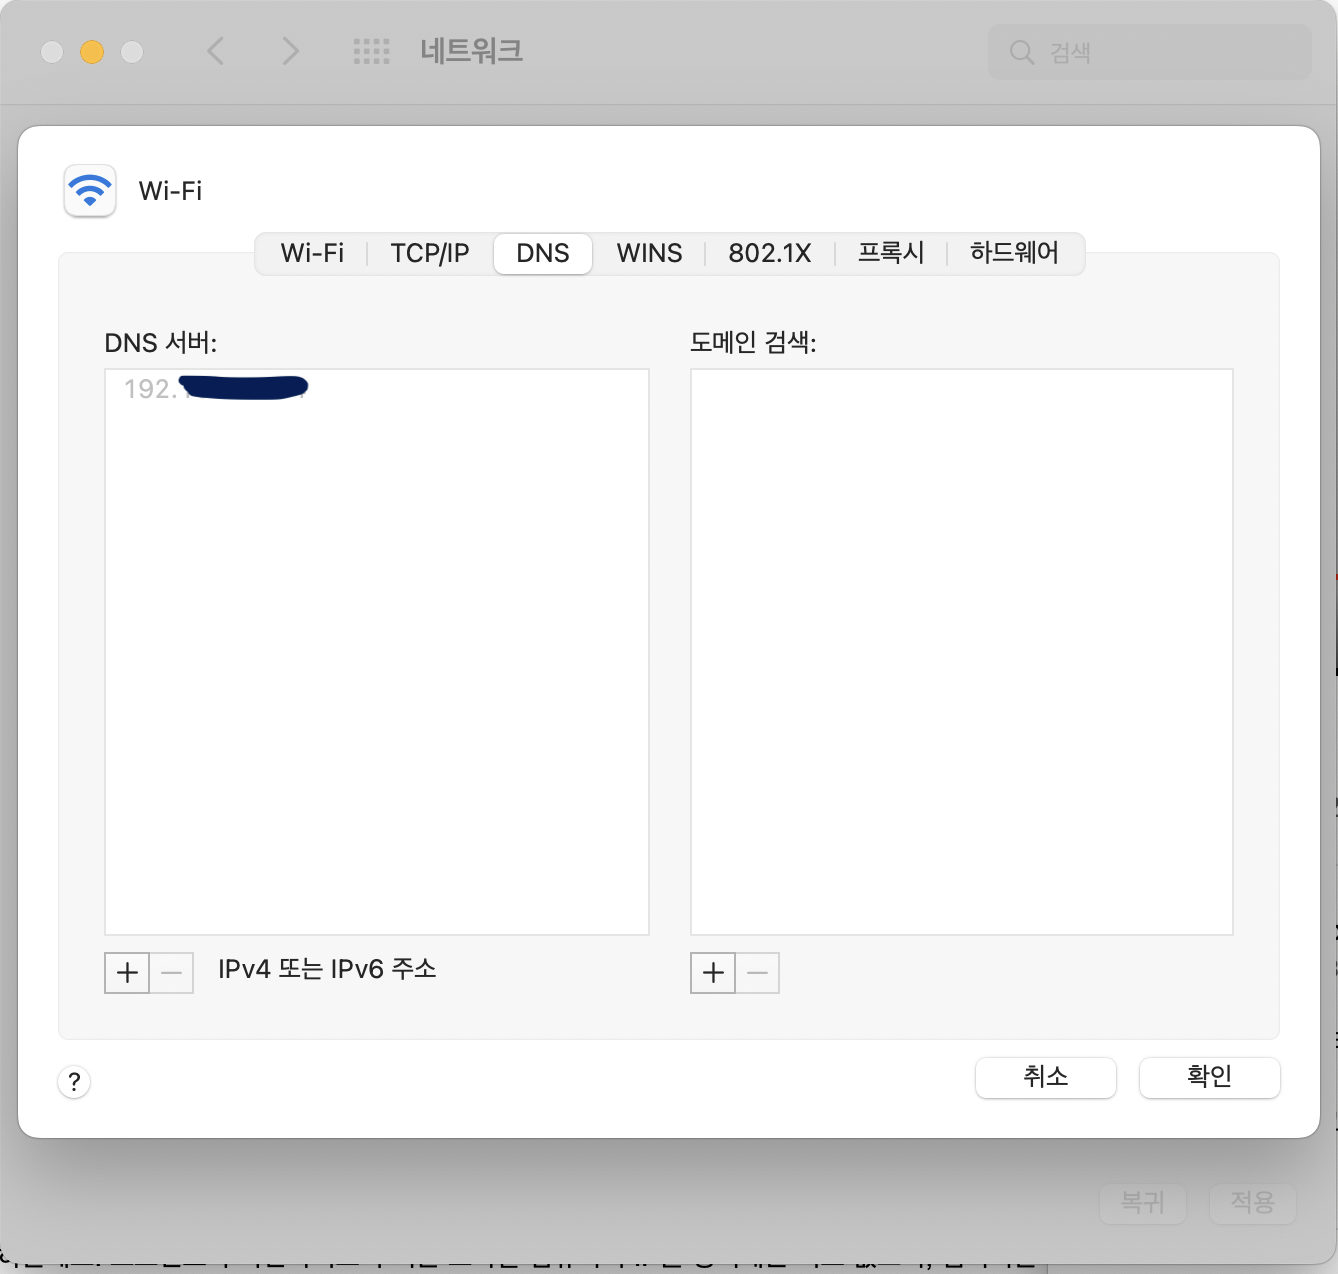 네트워크
검색
Wi-Fi
Wi-Fi TCP/IP DNS WINS 802.1X 프록시 하드웨어
DNS 서버: 도메인 검색:
192.
+ − IPv4 또는 IPv6 주소 + −
? 취소 확인
복귀 적용